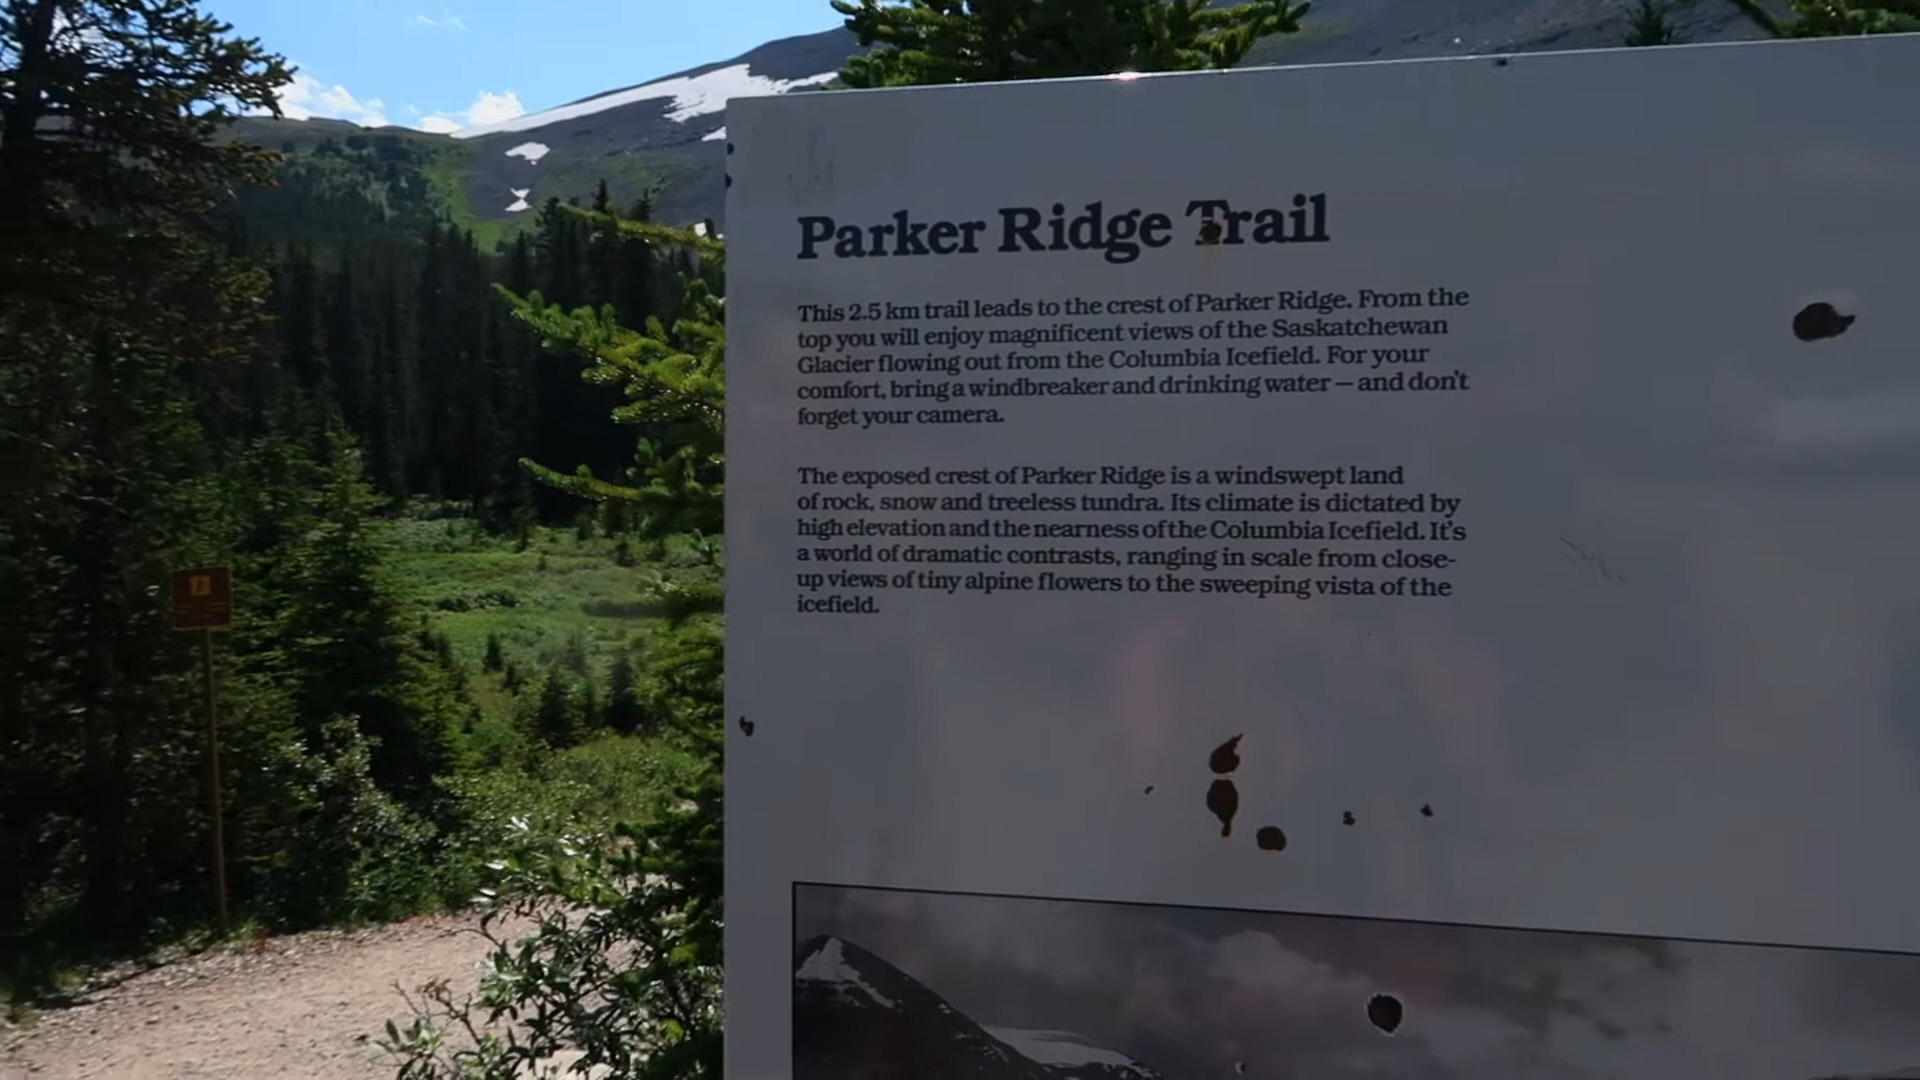 Parker Ridge Trail
This 2.5 km trail leads to the crest of Parker Ridge. From the
top you will enjoy magnificent views of the Saskatchewan
Glacier flowing out from the Columbia Icefield. For your
comfort, bring a windbreaker and drinking water – and don't
forget your camera.
The exposed crest of Parker Ridge is a windswept land
of rock, snow and treeless tundra. Its climate is dictated by
high elevation and the nearness of the Columbia Icefield. It's
a world of dramatic contrasts, ranging in scale from close-
up views of tiny alpine flowers to the sweeping vista of the
icefield.